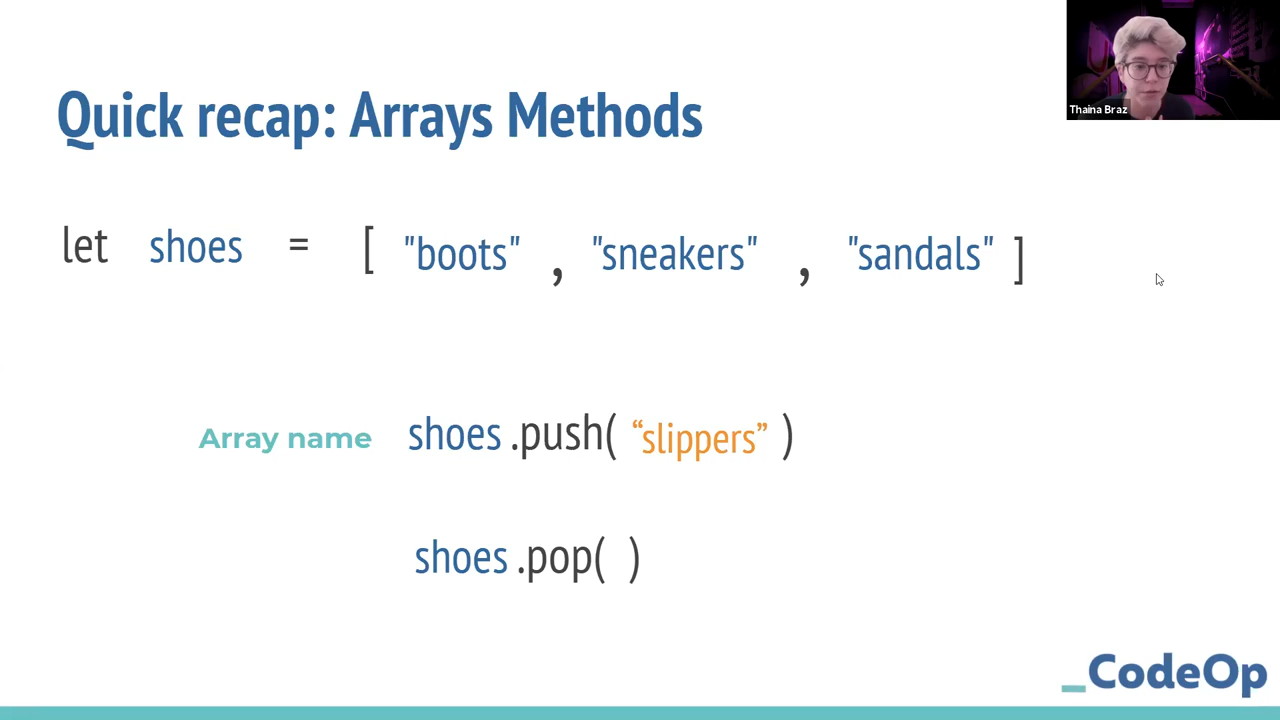 Thaina Braz
Quick recap: Arrays Methods
let shoes = [ "boots" , "sneakers" , "sandals" ]
Array name shoes .push( “slippers” )
shoes .pop( )
_CodeOp